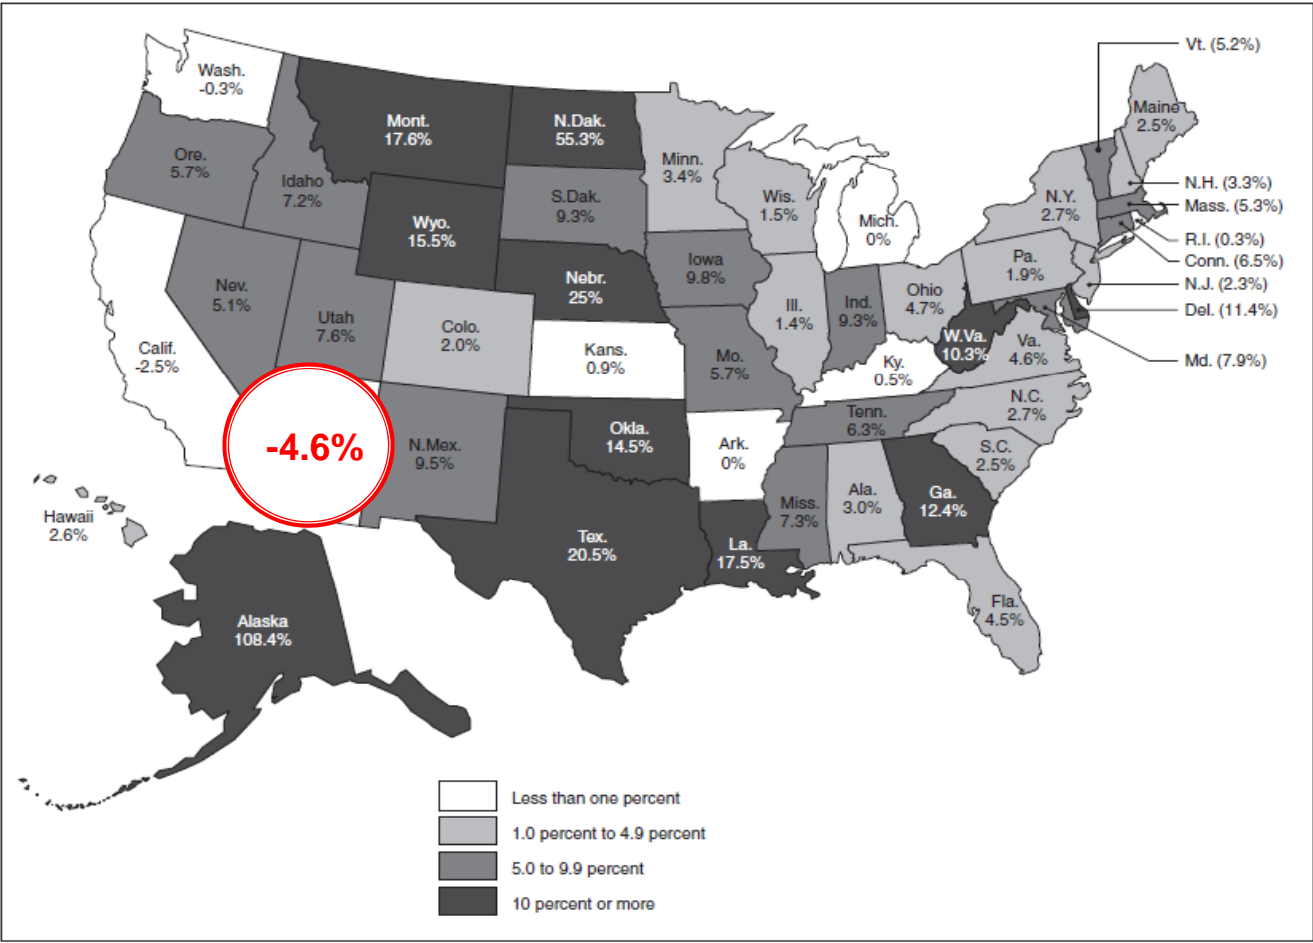 Vt. (5.2%)
Wash.
-0.3%
Maine
2.5%
Mont.
17.6%
N.Dak.
55.3%
Ore.
5.7%
Minn.
3.4%
Idaho
7.2%
S.Dak.
9.3%
Wis.
1.5%
N.Y.
2.7%
N.H. (3.3%)
Mass. (5.3%)
Wyo.
15.5%
Mich.
0%
R.I. (0.3%)
Conn. (6.5%)
Iowa
9.8%
Pa.
1.9%
N.J. (2.3%)
Nebr.
25%
Nev.
5.1%
Ohio
4.7%
Ill.
1.4%
Ind.
9.3%
Del. (11.4%)
Utah
7.6%
Colo.
2.0%
W.Va.
10.3%
Va.
4.6%
Calif.
-2.5%
Kans.
0.9%
Mo.
5.7%
Ky.
0.5%
Md. (7.9%)
N.C.
2.7%
Tenn.
6.3%
-4.6%
N.Mex.
9.5%
Okla.
14.5%
Ark.
0%
S.C.
2.5%
Hawaii
2.6%
Miss.
7.3%
Ala.
3.0%
Ga.
12.4%
Tex.
20.5%
La.
17.5%
Fla.
4.5%
Alaska
108.4%
Less than one percent
1.0 percent to 4.9 percent
5.0 to 9.9 percent
10 percent or more